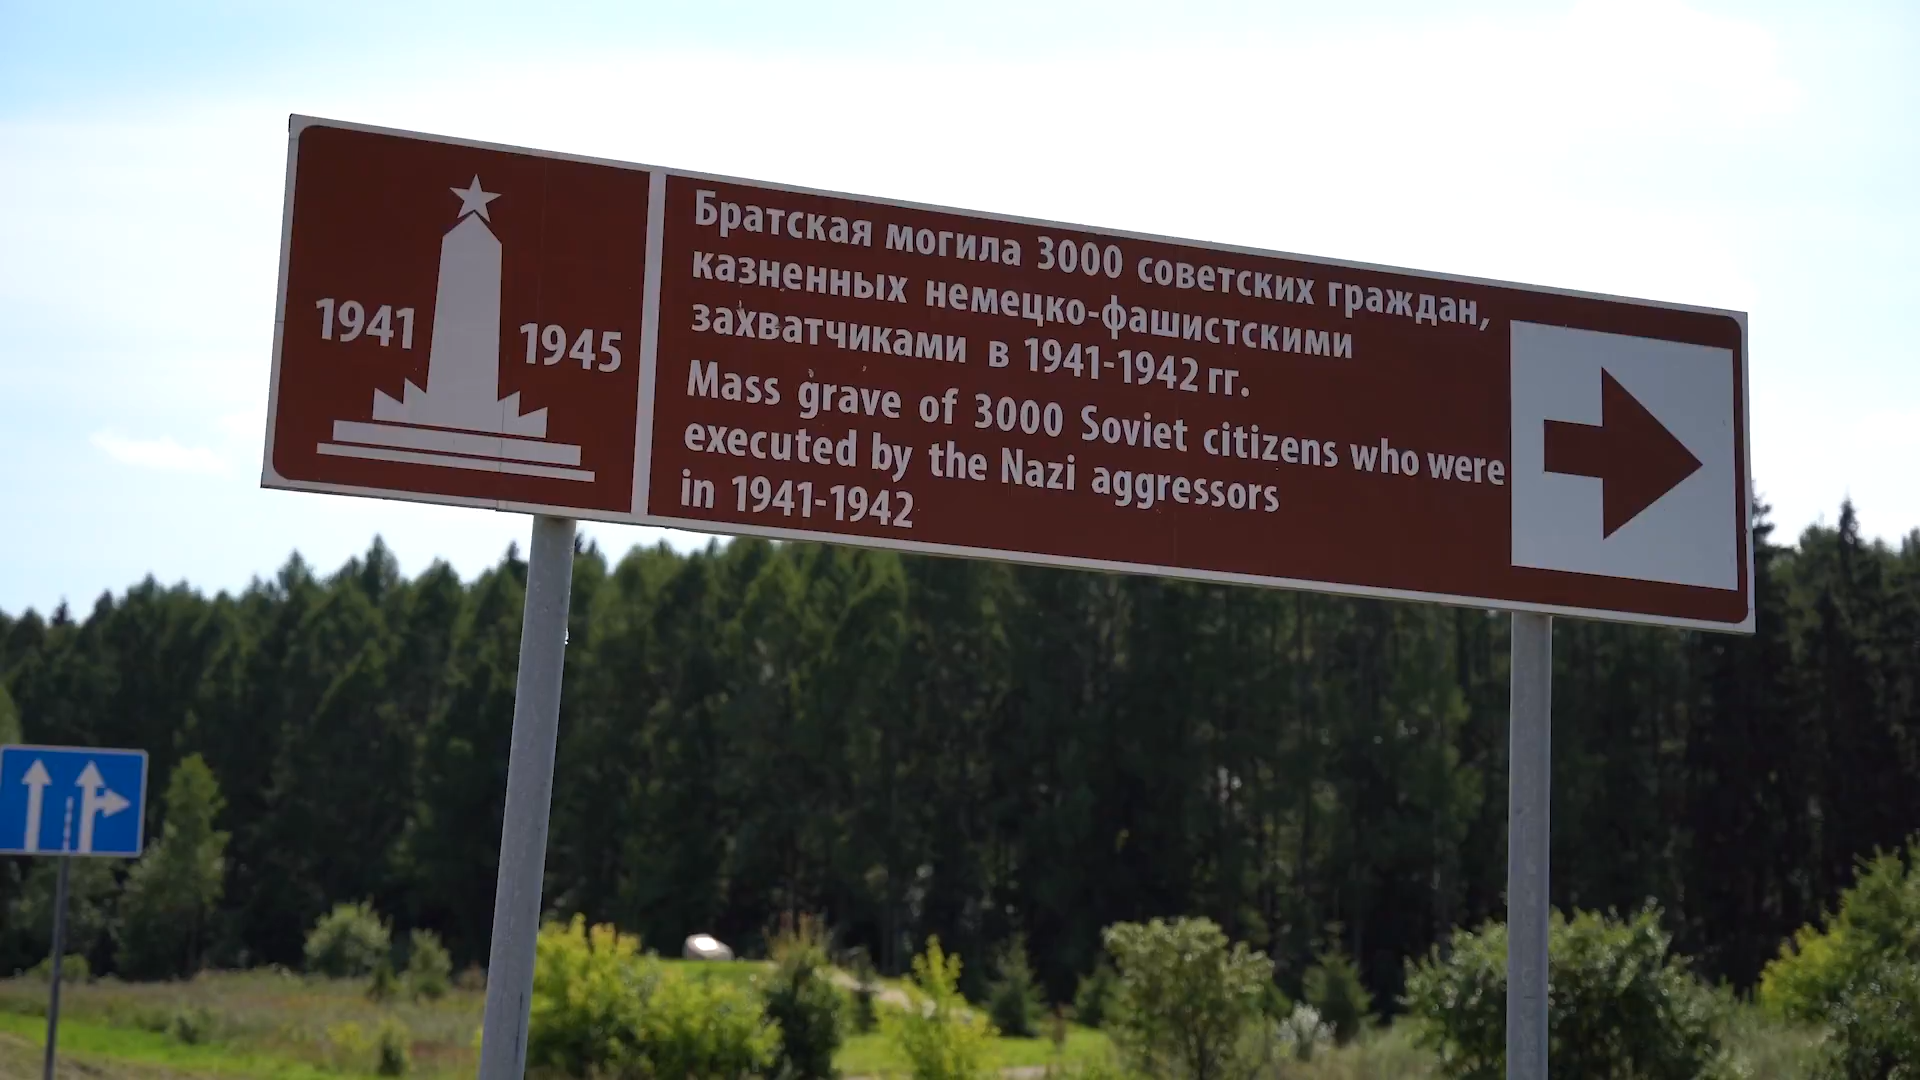 1941
1945
Братская могила 3000 советских граждан,
казненных немецко-фашистскими
захватчиками в 1941-1942 гг.
Mass grave of 3000 Soviet citizens who were
executed by the Nazi aggressors
in 1941-1942